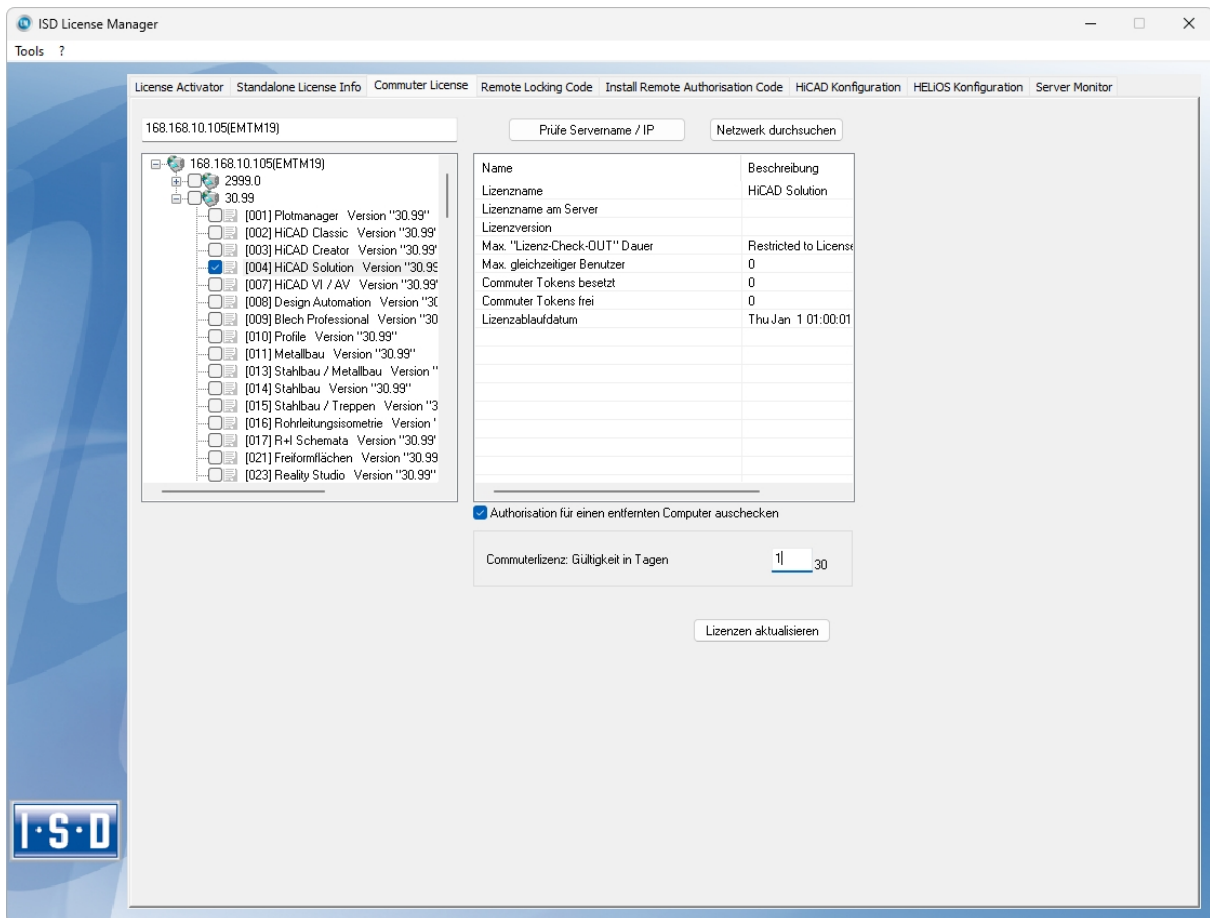 ISD License Manager
Tools ?
License Activator Standalone License Info Commuter License Remote Locking Code Install Remote Authorisation Code HiCAD Konfiguration HELiOS Konfiguration Server Monitor
168.168.10.105(EMTM19)
Prüfe Servername / IP
Netzwerk durchsuchen
168.168.10.105(EMTM19)
2999.0
30.99
[001] Plotmanager Version "30.99"
[002] HiCAD Classic Version "30.99'
[003] HiCAD Creator Version "30.99'
[004] HiCAD Solution Version "30.99
[007] HiCAD VI / AV Version "30.99'
[008] Design Automation Version "30
[009] Blech Professional Version "30
[010] Profile Version "30.99"
[011] Metallbau Version "30.99"
[013] Stahlbau / Metallbau Version "
[014] Stahlbau Version "30.99"
[015] Stahlbau / Treppen Version "3
[016] Rohrleitungsisometrie Version '
[017] R+I Schemata Version "30.99'
[021] Freiformflächen Version "30.99
[023] Reality Studio Version "30.99"
Name Beschreibung
Lizenzname HiCAD Solution
Lizenzname am Server
Lizenzversion
Max. "Lizenz-Check-OUT" Dauer Restricted to License
Max. gleichzeitiger Benutzer 0
Commuter Tokens besetzt 0
Commuter Tokens frei 0
Lizenzablaufdatum Thu Jan 1 01:00:01
Authorisation für einen entfernten Computer auschecken
Commuterlizenz: Gültigkeit in Tagen 1 30
Lizenzen aktualisieren
I·S·D